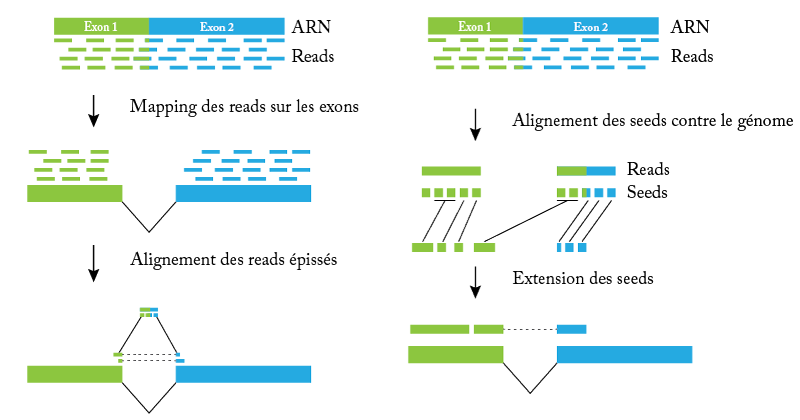 Exon 1 Exon 2 ARN
Reads
Mapping des reads sur les exons
Alignement des reads épissés
Exon 1 Exon 2 ARN
Reads
Alignement des seeds contre le génome
Reads
Seeds
Extension des seeds